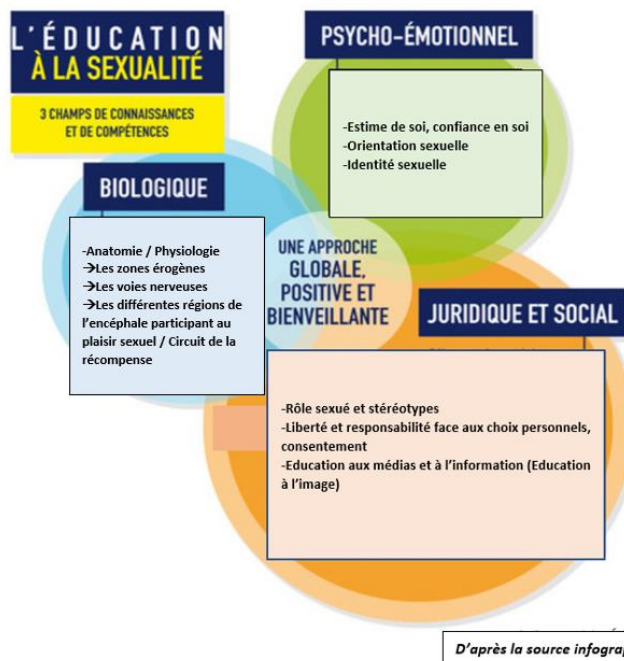 L'ÉDUCATION
À LA SEXUALITÉ
3 CHAMPS DE CONNAISSANCES
ET DE COMPÉTENCES
PSYCHO-ÉMOTIONNEL
-Estime de soi, confiance en soi
-Orientation sexuelle
-Identité sexuelle
BIOLOGIQUE
-Anatomie / Physiologie
→Les zones érogènes
→Les voies nerveuses
→Les différentes régions de
l'encéphale participant au
plaisir sexuel / Circuit de la
récompense
UNE APPROCHE
GLOBALE,
POSITIVE ET
BIENVEILLANTE
JURIDIQUE ET SOCIAL
-Rôle sexué et stéréotypes
-Liberté et responsabilité face aux choix personnels,
consentement
-Education aux médias et à l'information (Education
à l'image)
D'après la source infograp